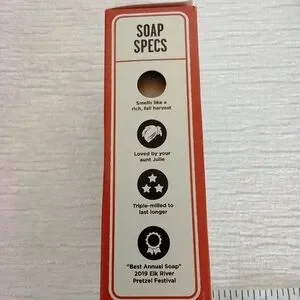 SOAP
SPECS
Smells like a
rich, fall harvest
Loved by your
aunt Julie
Triple-milled to
last longer
"Best Annual Soap"
2019 Elk River
Pretzel Festival